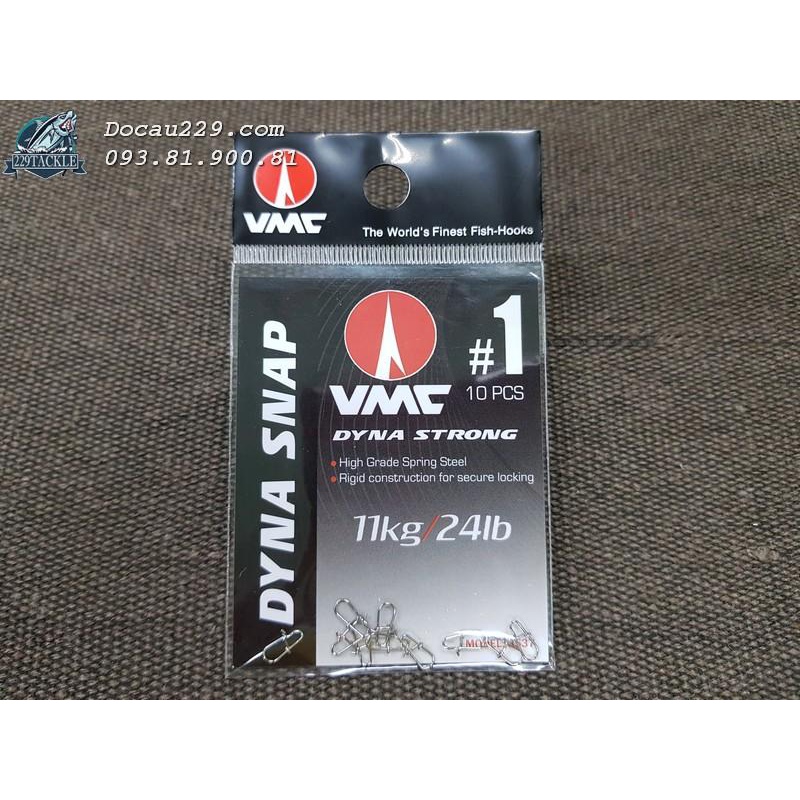 Docau229.com
093.81.900.81
229TACKLE
VMC
The World's Finest Fish-Hooks
DYNA SNAP
VMC
#1
10 PCS
DYNA STRONG
High Grade Spring Steel
Rigid construction for secure locking
11kg/24lb